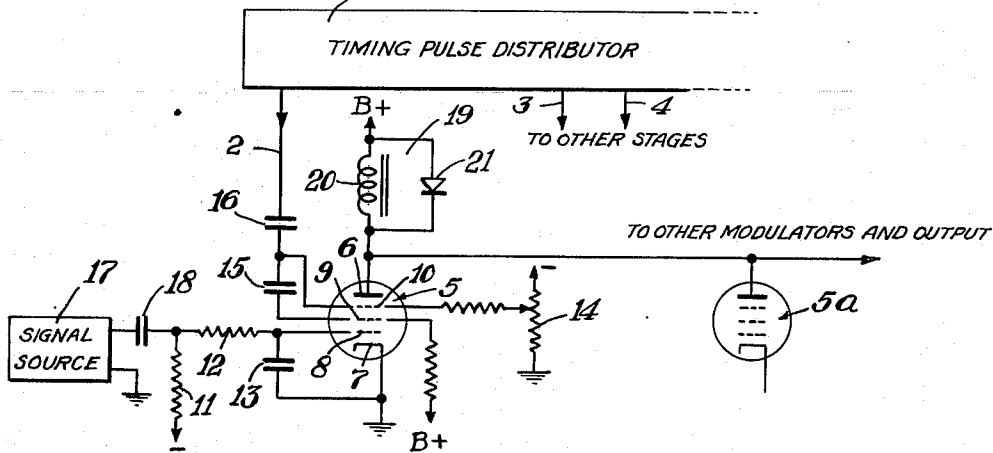 TIMING PULSE DISTRIBUTOR
B+
19
3
4
TO OTHER STAGES
2
20
21
16
TO OTHER MODULATORS AND OUTPUT
6
17
18
15
9
10
5
14
5a
SIGNAL
SOURCE
12
8
7
13
11
B+